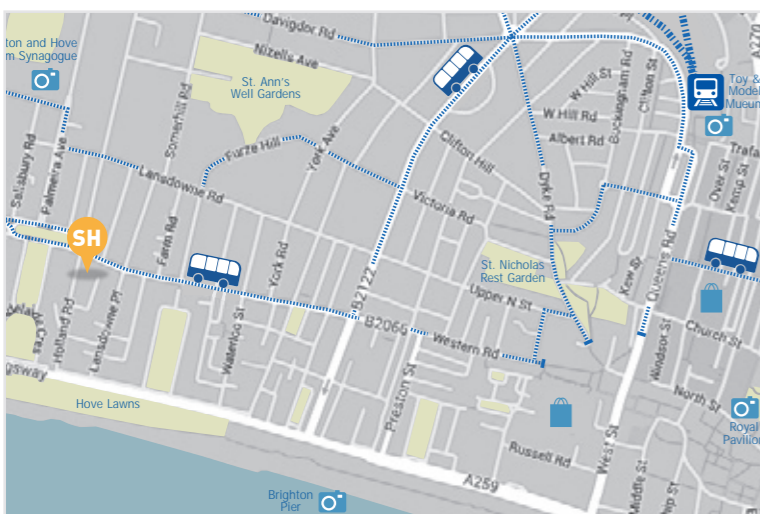 Davigdor Rd
ton and Hove
m Synagogue
Nizells Ave
St. Ann's
Well Gardens
W Hill St
Buckingham Rd
Clifton St
A270
Toy &
Model
Mueum
W Hill Rd
Albert Rd
Trafa
Somerhill Rd
Salisbury Rd
Palmeira Ave
Furze Hill
York Ave
Clifton Hill
Dyke Rd
Over St
Kemp St
Lansdowne Rd
Victoria Rd
SH
Farm Rd
York Rd
B2122
St. Nicholas
Rest Garden
Upper N St
Kew St
Queens Rd
Holland Rd
Lansdowne Pl
Waterloo St
B2066
Western Rd
Church St
Windsor St
Cres
gsway
Hove Lawns
Preston St
North St
Royal
Pavilion
Russell Rd
West St
Middle St
A259
Brighton
Pier